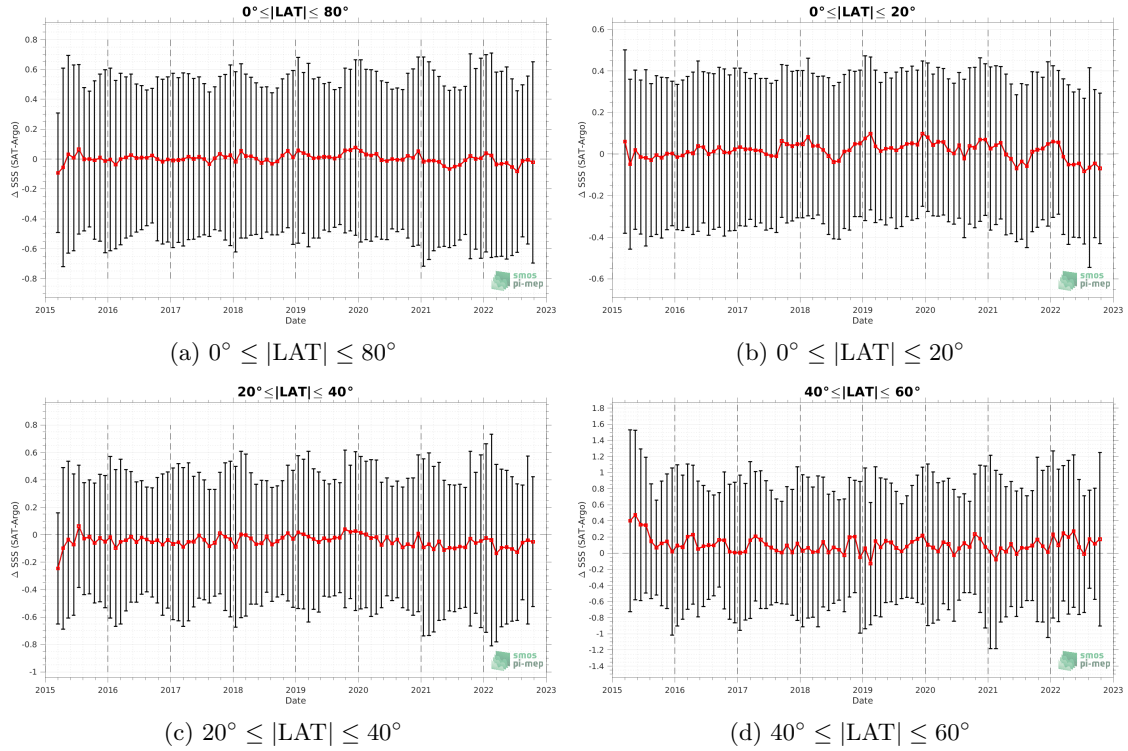 0°≤|LAT|≤ 80°
Δ SSS (SAT-Argo)
0.8
0.6
0.4
0.2
0
-0.2
-0.4
-0.6
-0.8
2015 2016 2017 2018 2019 2020 2021 2022 2023
Date
smos
pi-mep
(a) 0° ≤ |LAT| ≤ 80°
0°≤|LAT|≤ 20°
Δ SSS (SAT-Argo)
0.6
0.4
0.2
0
-0.2
-0.4
-0.6
2015 2016 2017 2018 2019 2020 2021 2022 2023
Date
smos
pi-mep
(b) 0° ≤ |LAT| ≤ 20°
20°≤|LAT|≤ 40°
Δ SSS (SAT-Argo)
0.8
0.6
0.4
0.2
0
-0.2
-0.4
-0.6
-0.8
-1
2015 2016 2017 2018 2019 2020 2021 2022 2023
Date
smos
pi-mep
(c) 20° ≤ |LAT| ≤ 40°
40°≤|LAT|≤ 60°
Δ SSS (SAT-Argo)
1.8
1.6
1.4
1.2
1
0.8
0.6
0.4
0.2
0
-0.2
-0.4
-0.6
-0.8
-1
-1.2
-1.4
2015 2016 2017 2018 2019 2020 2021 2022 2023
Date
smos
pi-mep
(d) 40° ≤ |LAT| ≤ 60°